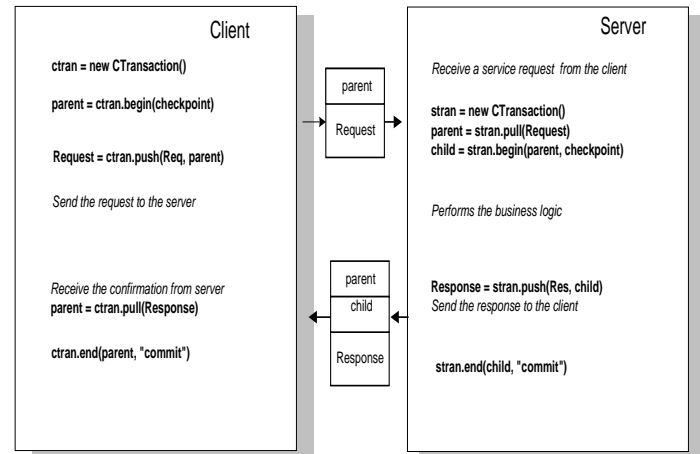 Client
ctran = new CTransaction()
parent = ctran.begin(checkpoint)
Request = ctran.push(Req, parent)
Send the request to the server
Receive the confirmation from server
parent = ctran.pull(Response)
ctran.end(parent, "commit")
parent
Request
parent
child
Response
Server
Receive a service request from the client
stran = new CTransaction()
parent = stran.pull(Request)
child = stran.begin(parent, checkpoint)
Performs the business logic
Response = stran.push(Res, child)
Send the response to the client
stran.end(child, "commit")